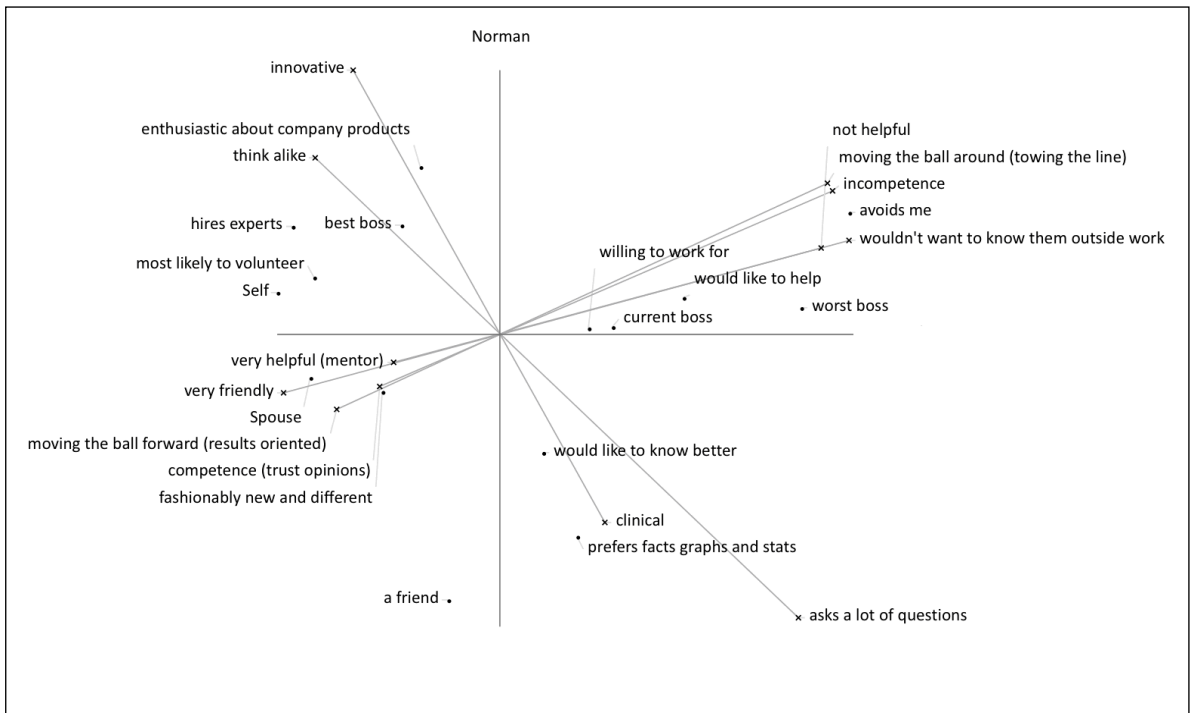 Norman
innovative
enthusiastic about company products
think alike
not helpful
moving the ball around (towing the line)
incompetence
avoids me
hires experts
best boss
wouldn't want to know them outside work
willing to work for
most likely to volunteer
would like to help
Self
worst boss
current boss
very helpful (mentor)
very friendly
Spouse
moving the ball forward (results oriented)
would like to know better
competence (trust opinions)
fashionably new and different
clinical
prefers facts graphs and stats
a friend
asks a lot of questions